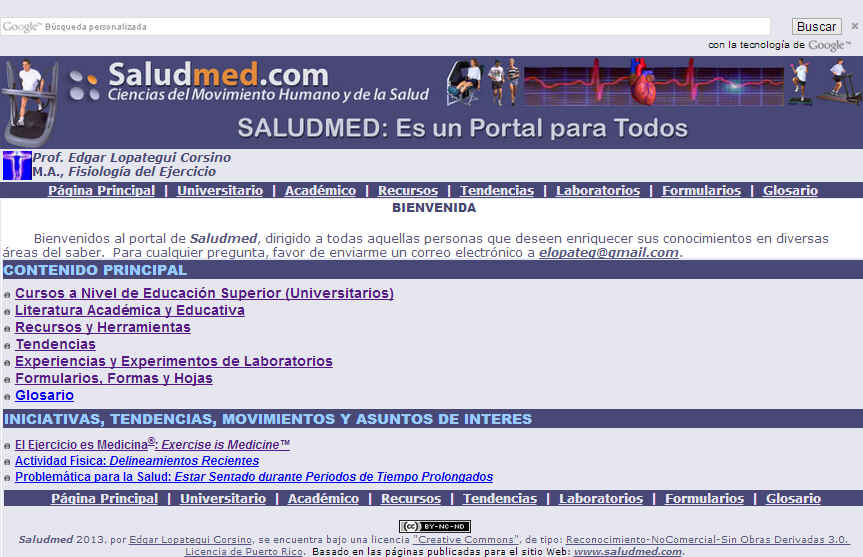 Google™ Búsqueda personalizada
Buscar ×
con la tecnología de Google™
Saludmed.com
Ciencias del Movimiento Humano y de la Salud
SALUDMED: Es un Portal para Todos
Prof. Edgar Lopategui Corsino
M.A., Fisiología del Ejercicio
Página Principal | Universitario | Académico | Recursos | Tendencias | Laboratorios | Formularios | Glosario
BIENVENIDA
Bienvenidos al portal de Saludmed, dirigido a todas aquellas personas que deseen enriquecer sus conocimientos en diversas
áreas del saber. Para cualquier pregunta, favor de enviarme un correo electrónico a elopateg@gmail.com.
CONTENIDO PRINCIPAL
Cursos a Nivel de Educación Superior (Universitarios)
Literatura Académica y Educativa
Recursos y Herramientas
Tendencias
Experiencias y Experimentos de Laboratorios
Formularios, Formas y Hojas
Glosario
INICIATIVAS, TENDENCIAS, MOVIMIENTOS Y ASUNTOS DE INTERES
El Ejercicio es Medicina®: Exercise is Medicine™
Actividad Física: Delineamientos Recientes
Problemática para la Salud: Estar Sentado durante Periodos de Tiempo Prolongados
Página Principal | Universitario | Académico | Recursos | Tendencias | Laboratorios | Formularios | Glosario
cc BY-NC-ND
Saludmed 2013, por Edgar Lopategui Corsino, se encuentra bajo una licencia "Creative Commons", de tipo: Reconocimiento-NoComercial-Sin Obras Derivadas 3.0.
Licencia de Puerto Rico. Basado en las páginas publicadas para el sitio Web: www.saludmed.com.